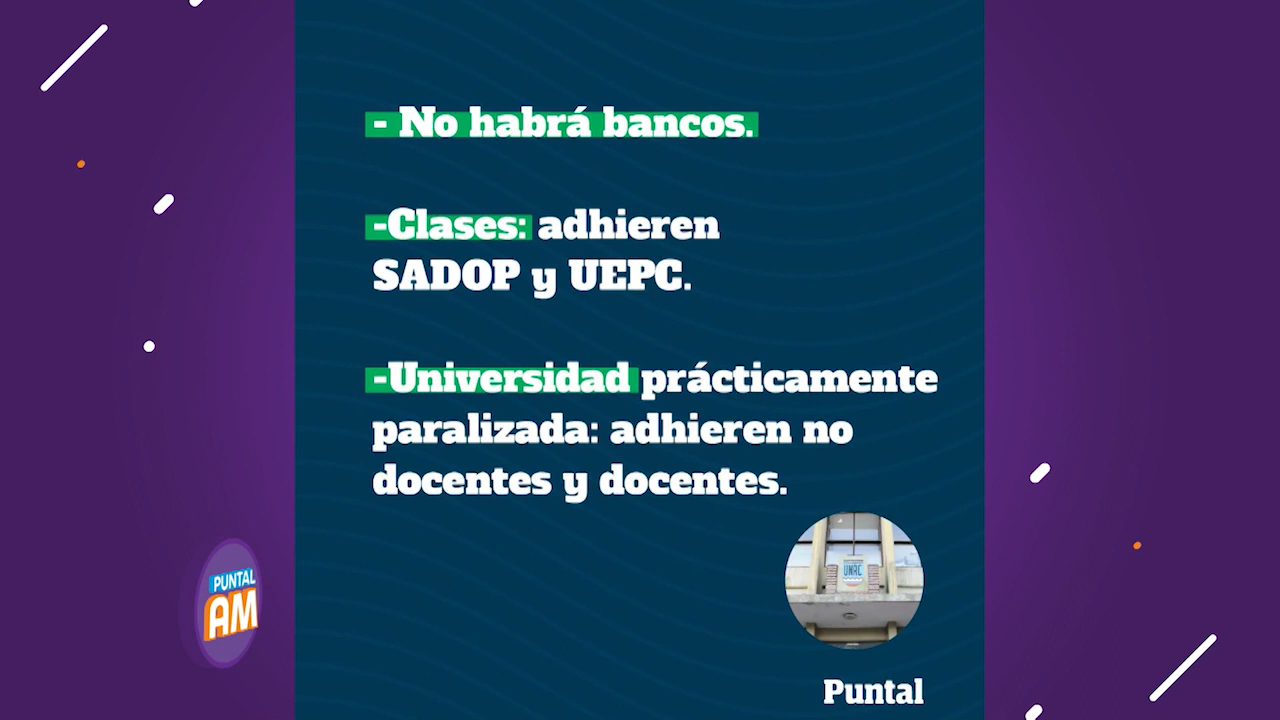 - No habrá bancos.
-Clases: adhieren
SADOP y UEPC.
-Universidad prácticamente
paralizada: adhieren no
docentes y docentes.
UNRC
PUNTAL
AM
Puntal